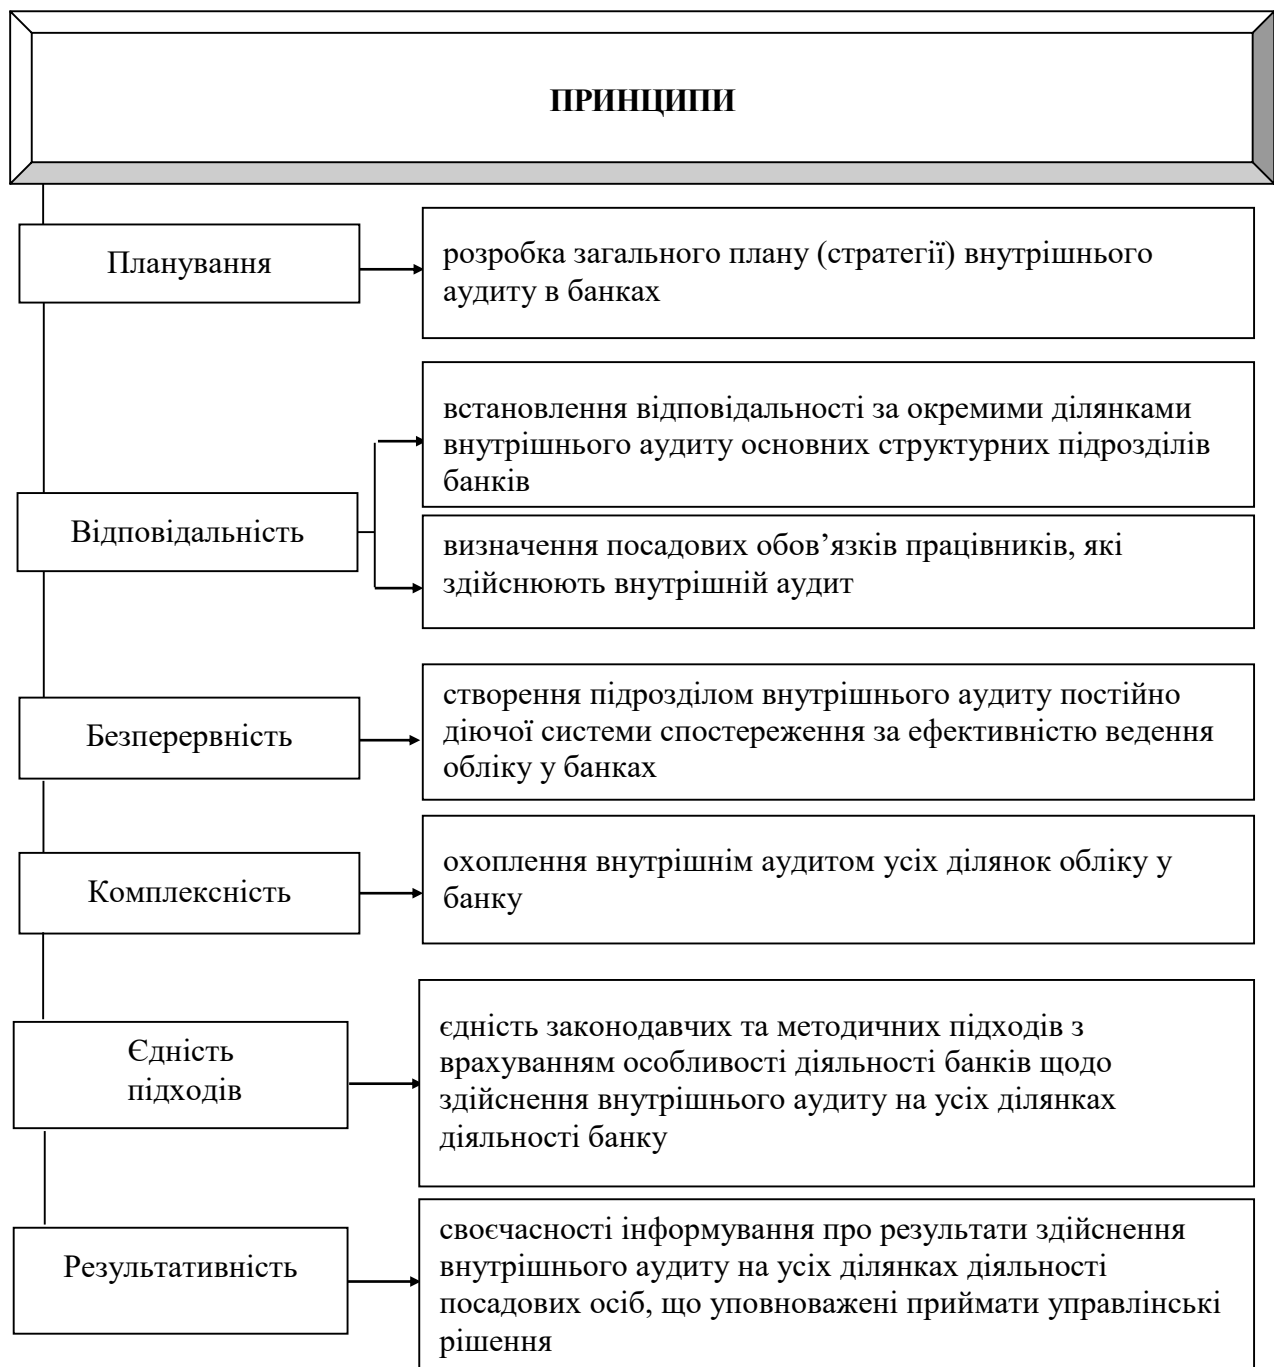 ПРИНЦИПИ
Планування
розробка загального плану (стратегії) внутрішнього
аудиту в банках
Відповідальність
встановлення відповідальності за окремими ділянками
внутрішнього аудиту основних структурних підрозділів
банків
визначення посадових обов’язків працівників, які
здійснюють внутрішній аудит
Безперервність
створення підрозділом внутрішнього аудиту постійно
діючої системи спостереження за ефективністю ведення
обліку у банках
Комплексність
охоплення внутрішнім аудитом усіх ділянок обліку у
банку
Єдність
підходів
єдність законодавчих та методичних підходів з
врахуванням особливості діяльності банків щодо
здійснення внутрішнього аудиту на усіх ділянках
діяльності банку
Результативність
своєчасності інформування про результати здійснення
внутрішнього аудиту на усіх ділянках діяльності
посадових осіб, що уповноважені приймати управлінські
рішення